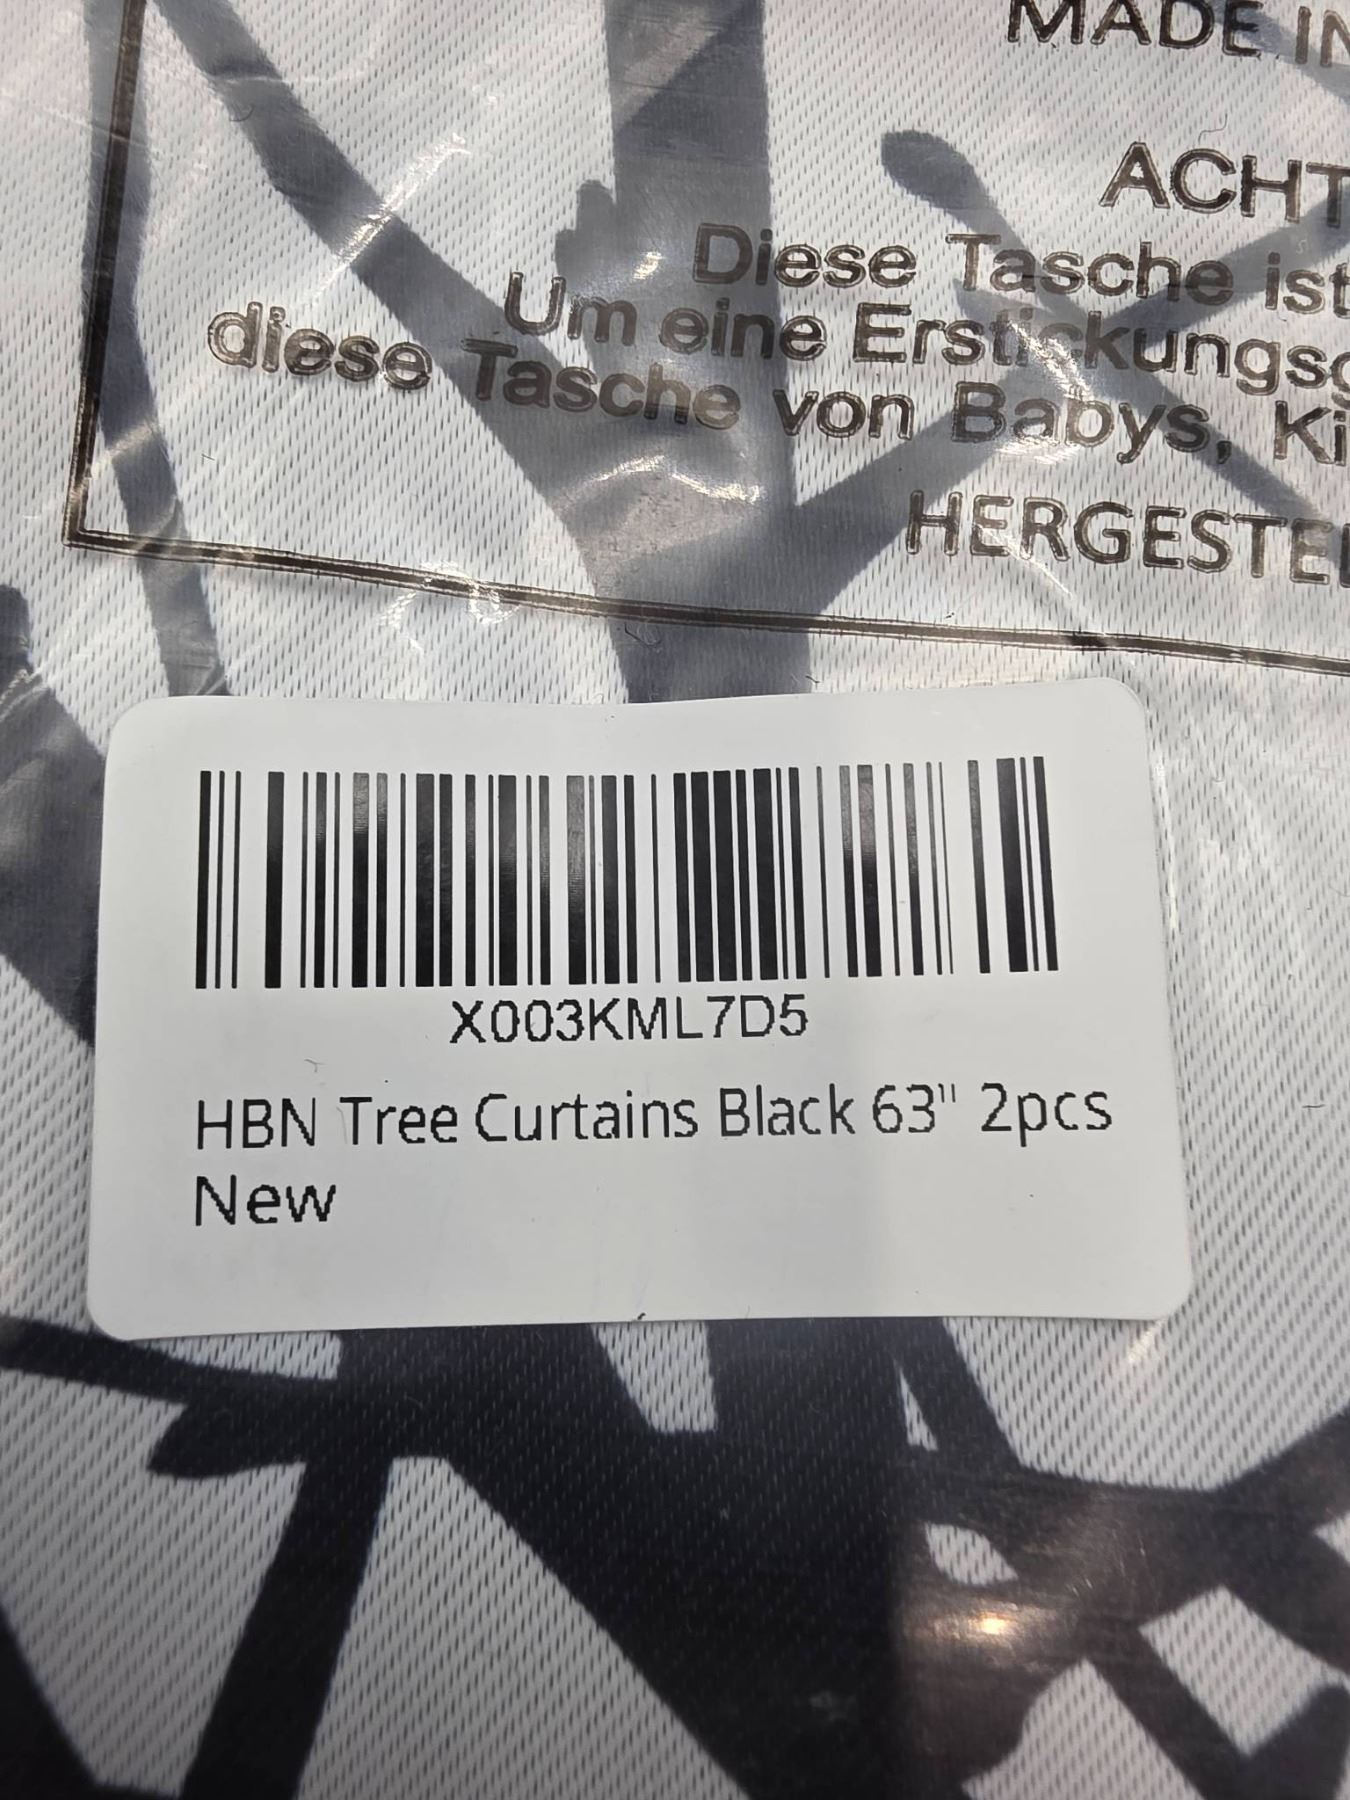 MADE IN
ACHT
Diese Tasche ist
Um eine Erstickungsg
diese Tasche von Babys, Ki
HERGESTEL
X003KML7D5
HBN Tree Curtains Black 63" 2pcs
New